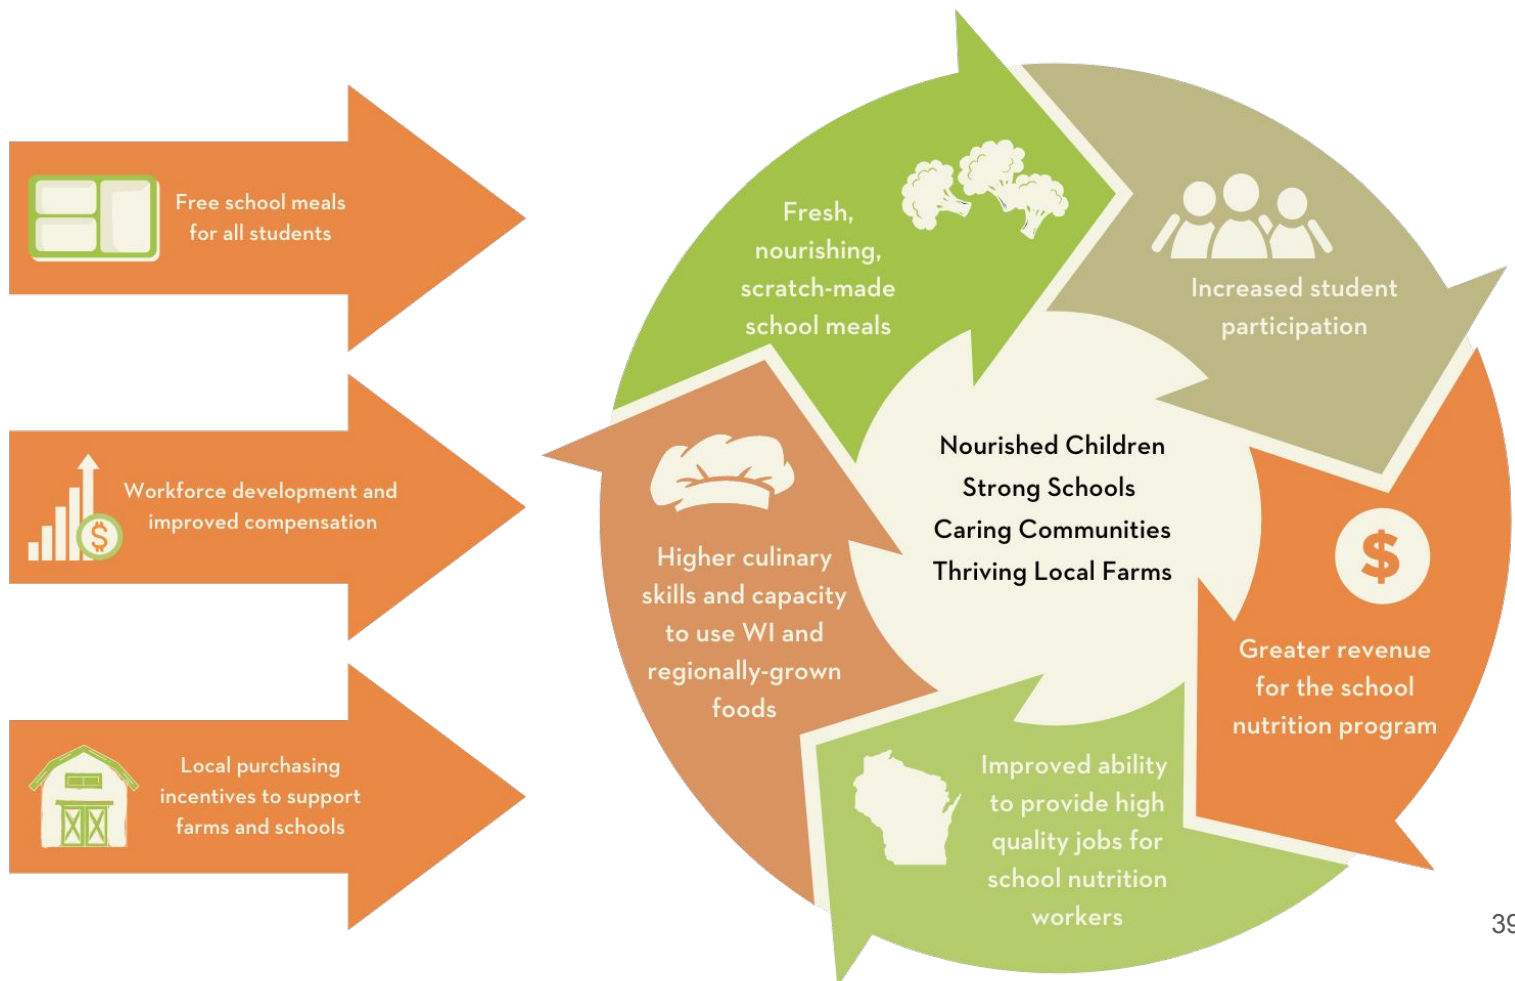 Free school meals
for all students
Workforce development and
improved compensation
$
Local purchasing
incentives to support
farms and schools
Fresh,
nourishing,
scratch-made
school meals
Increased student
participation
$
Greater revenue
for the school
nutrition program
Improved ability
to provide high
quality jobs for
school nutrition
workers
Higher culinary
skills and capacity
to use WI and
regionally-grown
foods
Nourished Children
Strong Schools
Caring Communities
Thriving Local Farms
39